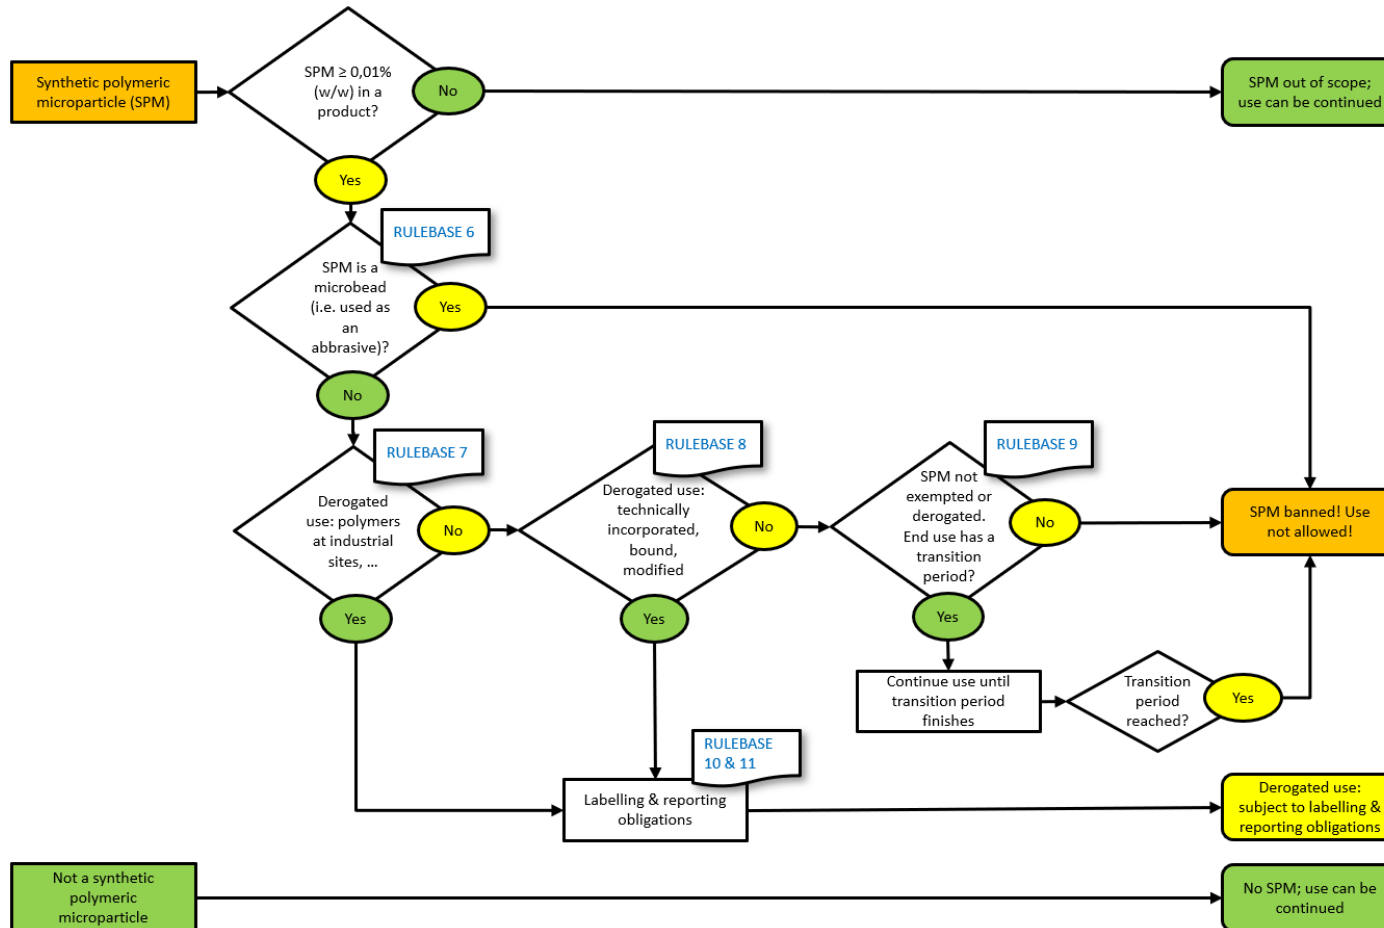 Synthetic polymeric
microparticle (SPM)
SPM ≥ 0,01%
(w/w) in a
product?
No
SPM out of scope;
use can be continued
Yes
RULEBASE 6
SPM is a
microbead
(i.e. used as
an
abbrasive)?
Yes
No
RULEBASE 7
Derogated
use: polymers
at industrial
sites, ...
No
Yes
RULEBASE 8
Derogated use:
technically
incorporated,
bound,
modified
No
Yes
RULEBASE 9
SPM not
exempted or
derogated.
End use has a
transition
period?
No
Yes
SPM banned! Use
not allowed!
Continue use until
transition period
finishes
Transition
period
reached?
Yes
RULEBASE
10 & 11
Labelling & reporting
obligations
Derogated use:
subject to labelling &
reporting obligations
Not a synthetic
polymeric
microparticle
No SPM; use can be
continued